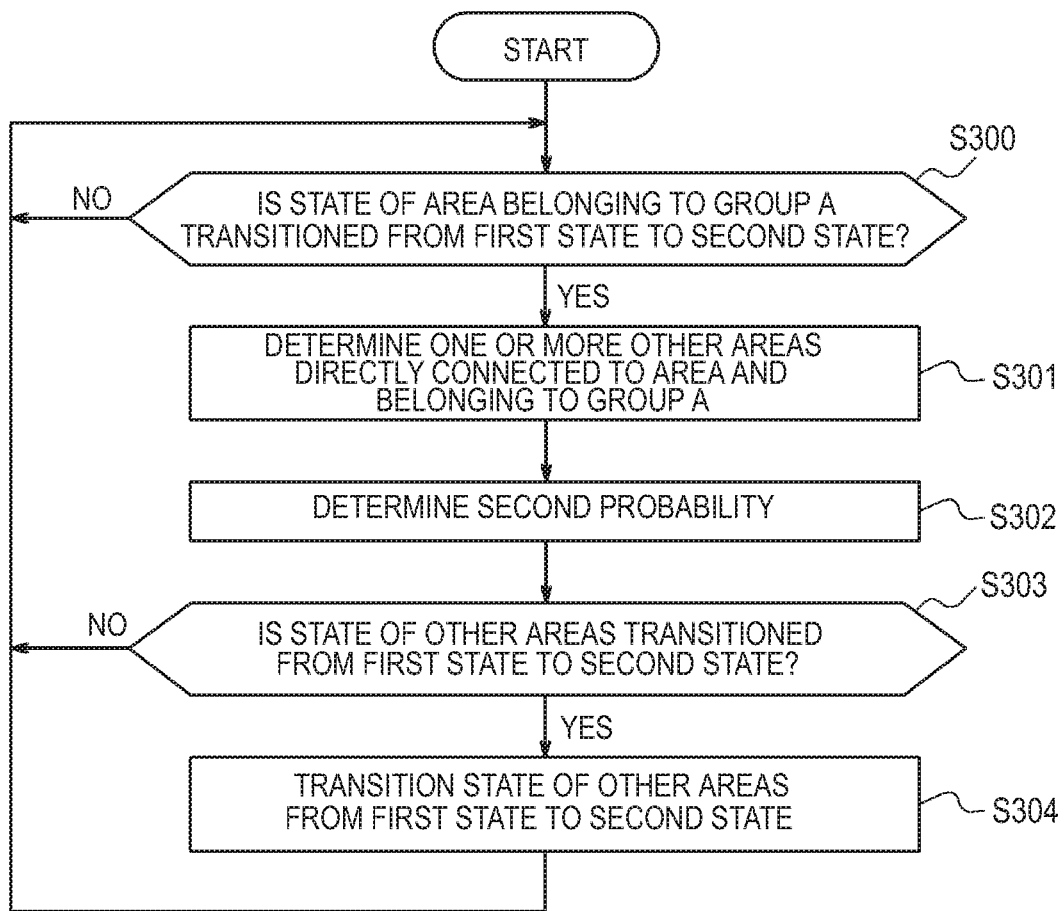 START
S300
NO
IS STATE OF AREA BELONGING TO GROUP A
TRANSITIONED FROM FIRST STATE TO SECOND STATE?
YES
DETERMINE ONE OR MORE OTHER AREAS
DIRECTLY CONNECTED TO AREA AND
BELONGING TO GROUP A
S301
DETERMINE SECOND PROBABILITY
S302
S303
NO
IS STATE OF OTHER AREAS TRANSITIONED
FROM FIRST STATE TO SECOND STATE?
YES
TRANSITION STATE OF OTHER AREAS
FROM FIRST STATE TO SECOND STATE
S304